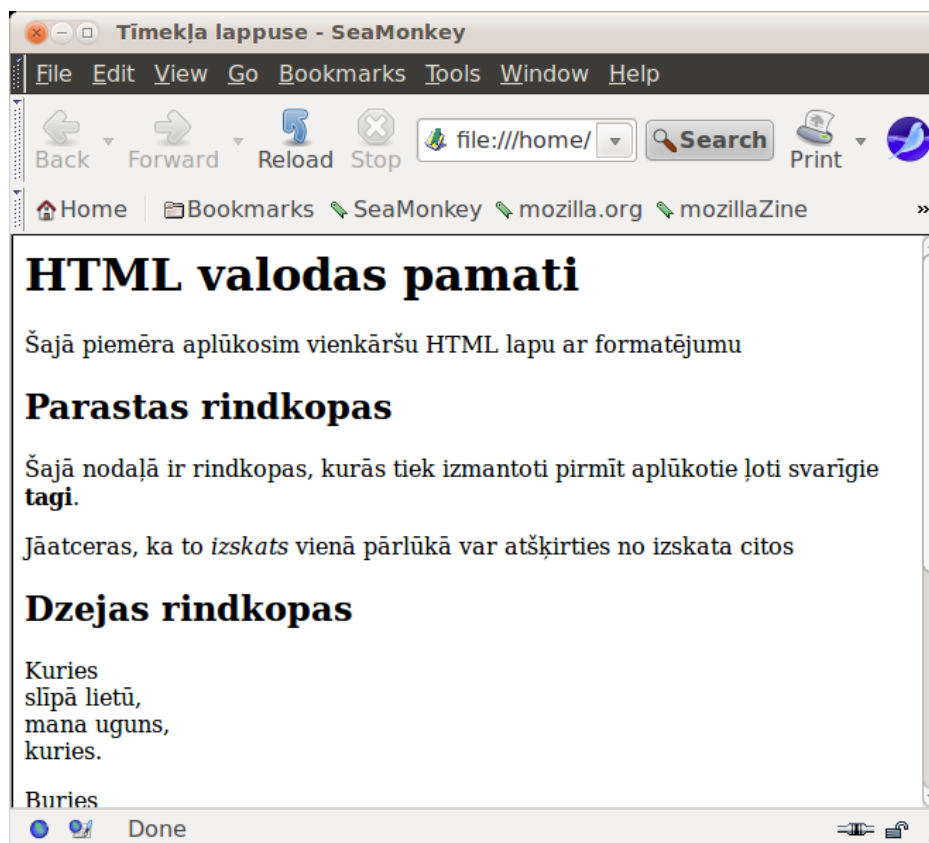 Tīmekļa lappuse - SeaMonkey
File Edit View Go Bookmarks Tools Window Help
Back Forward Reload Stop file:///home/ Search Print
Home Bookmarks SeaMonkey mozilla.org mozillaZine »
HTML valodas pamati
Šajā piemēra aplūkosim vienkāršu HTML lapu ar formatējumu
Parastas rindkopas
Šajā nodaļā ir rindkopas, kurās tiek izmantoti pirmīt aplūkotie ļoti svarīgie
tagi.
Jāatceras, ka to izskats vienā pārlūkā var atšķirties no izskata citos
Dzejas rindkopas
Kuries
slīpā lietū,
mana uguns,
kuries.
Buries
Done